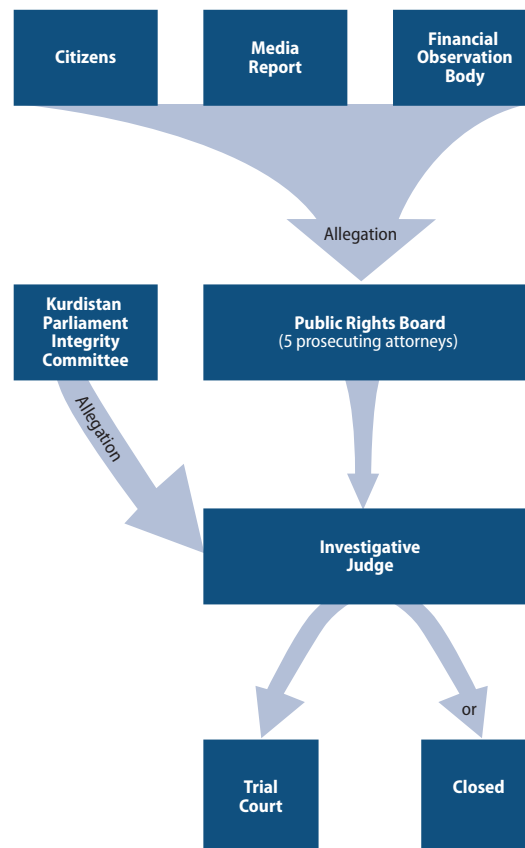 Citizens
Media
Report
Financial
Observation
Body
Allegation
Kurdistan
Parliament
Integrity
Committee
Public Rights Board
(5 prosecuting attorneys)
Allegation
Investigative
Judge
or
Trial
Court
Closed